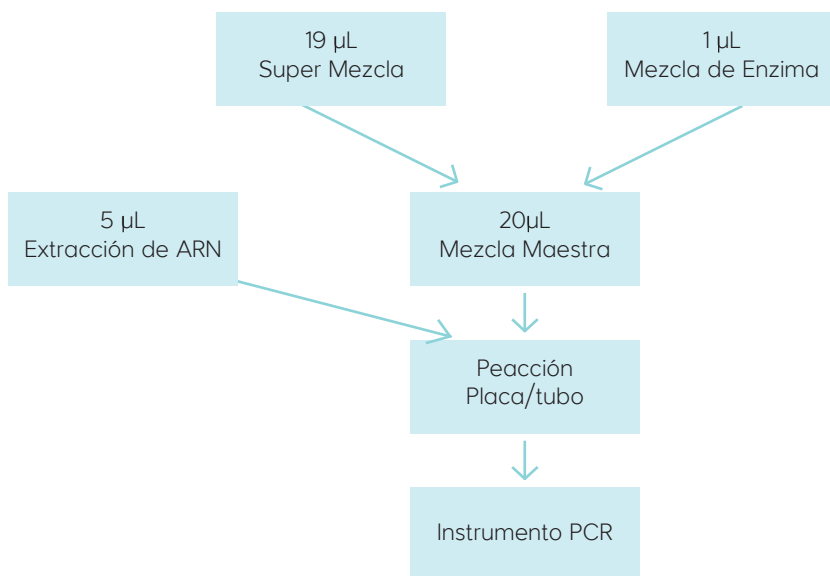 19 µL
Super Mezcla
1 µL
Mezcla de Enzima
5 µL
Extracción de ARN
20µL
Mezcla Maestra
Peacción
Placa/tubo
Instrumento PCR